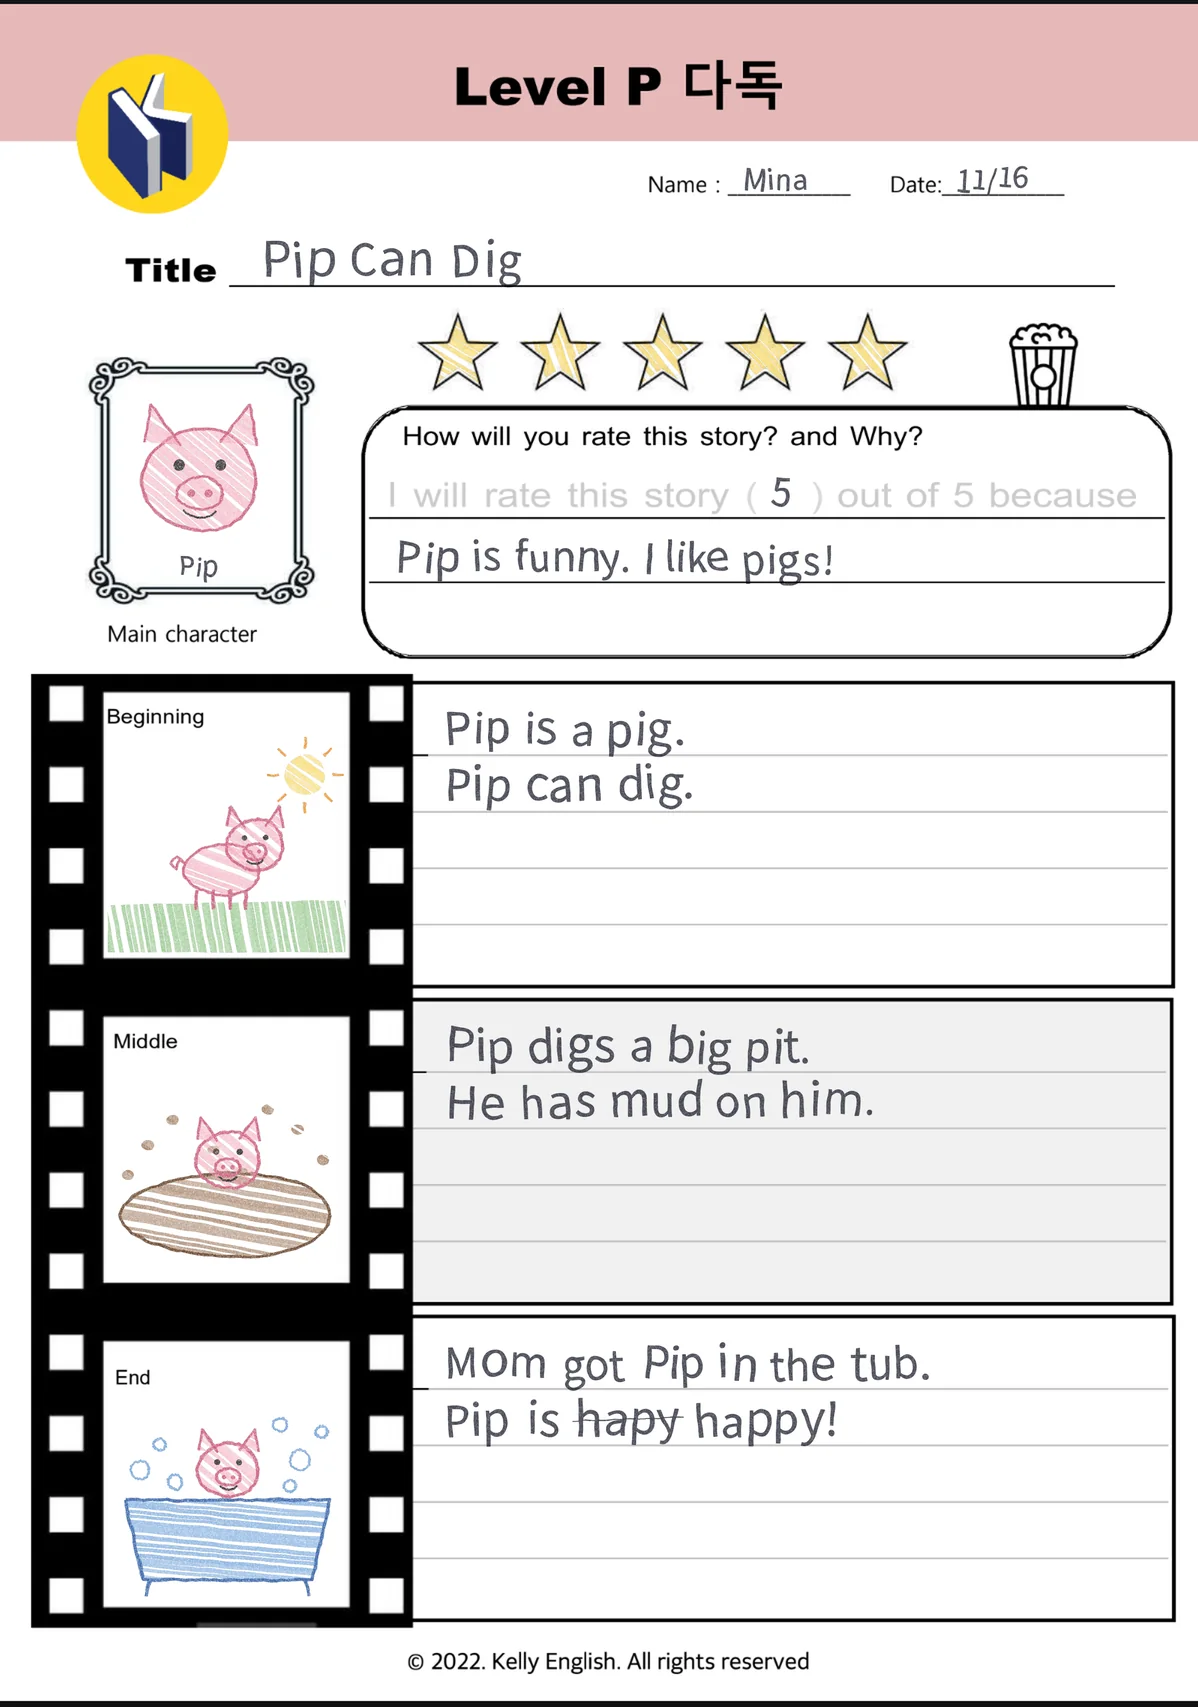 Level P 다독
Name : Mina Date: 11/16
Title Pip Can Dig
How will you rate this story? and Why?
I will rate this story ( 5 ) out of 5 because
Pip is funny. I like pigs!
Pip
Main character
Beginning
Pip is a pig.
Pip can dig.
Middle
Pip digs a big pit.
He has mud on him.
End
Mom got Pip in the tub.
Pip is hapy happy!
© 2022. Kelly English. All rights reserved